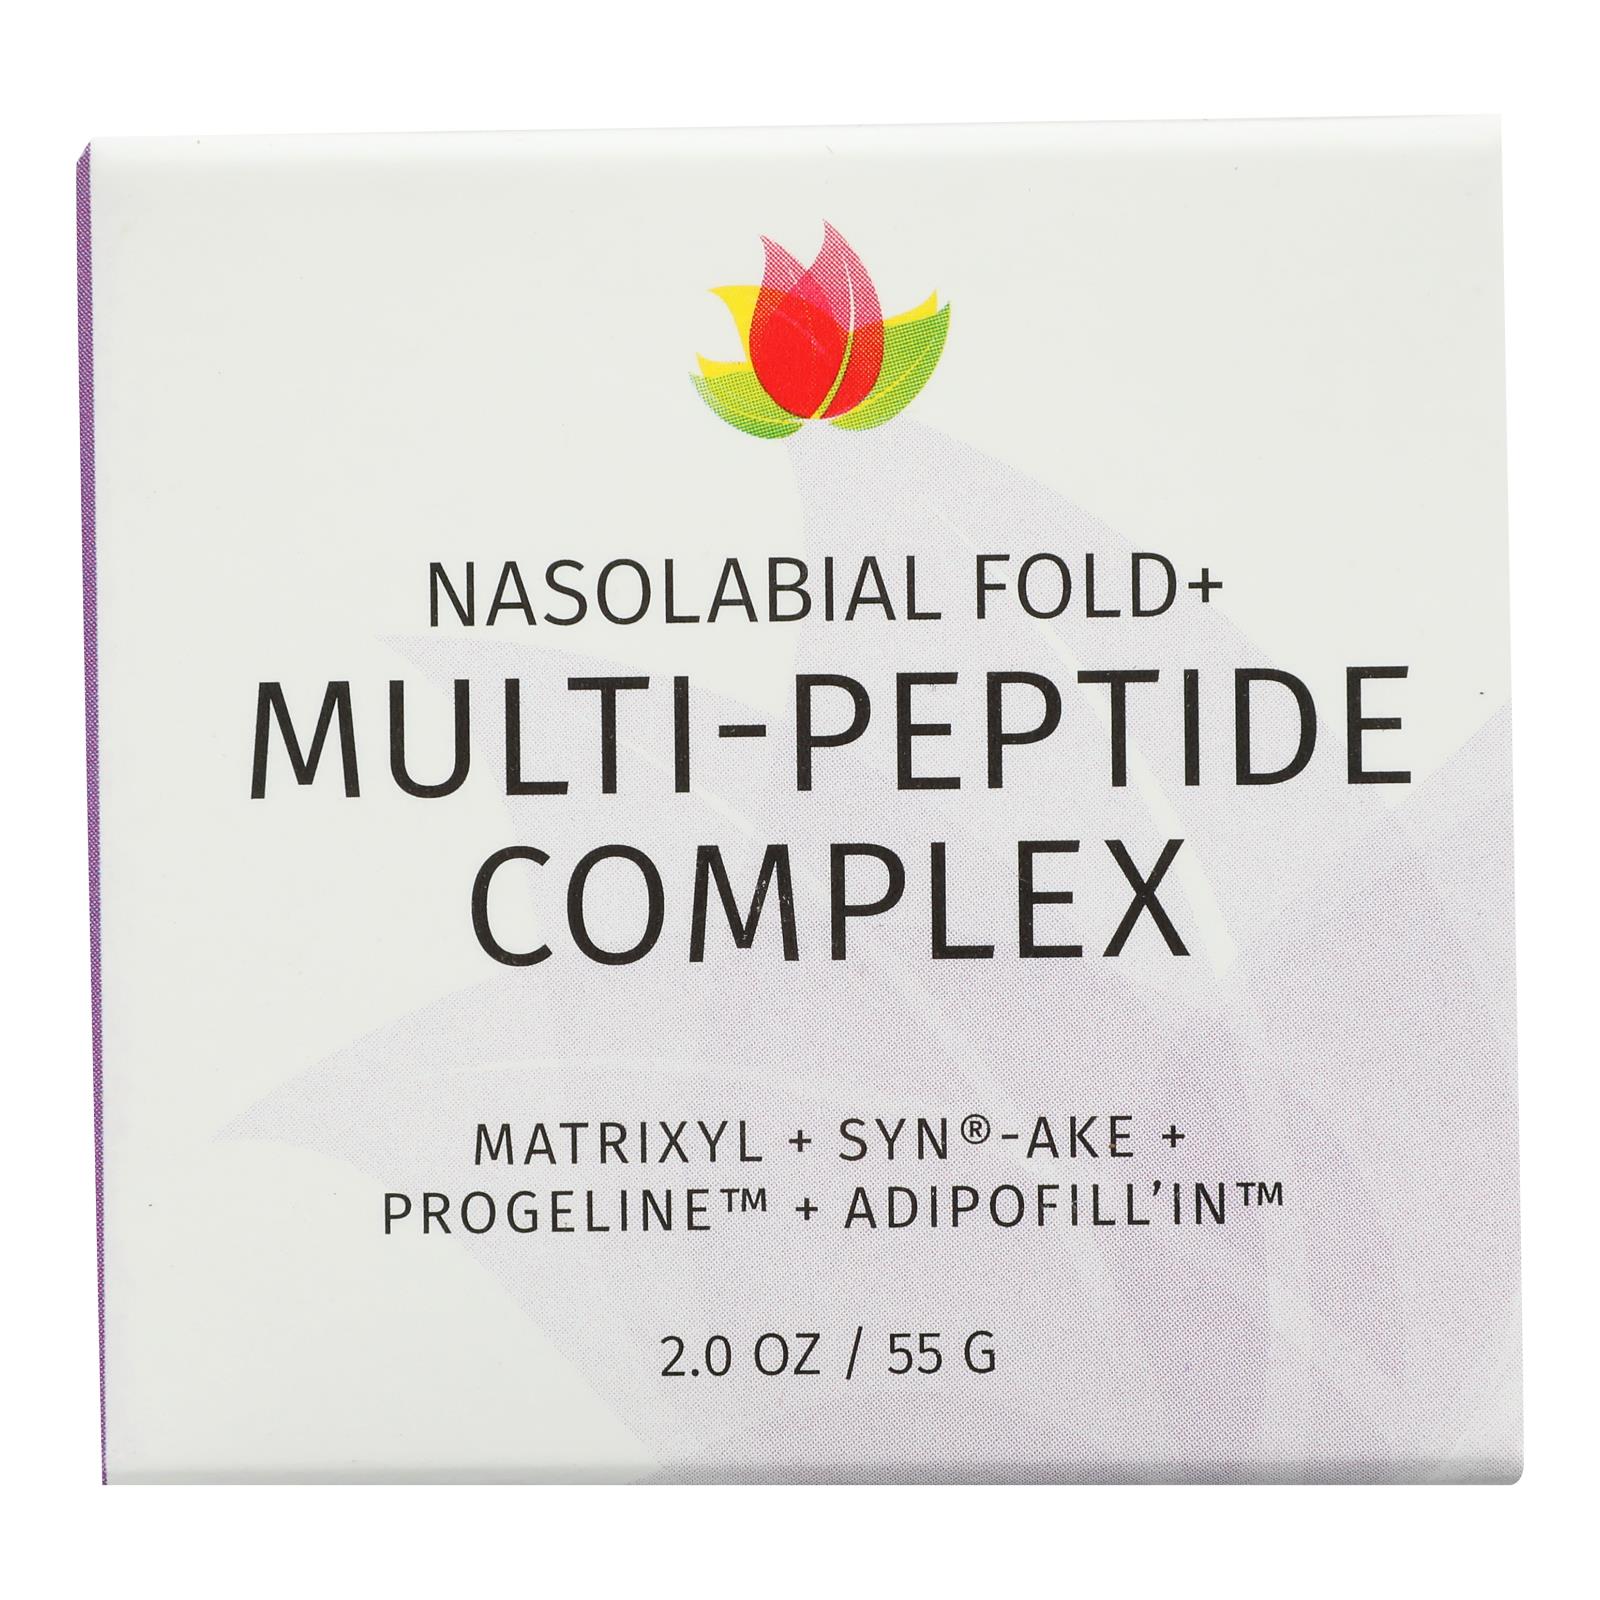 NASOLABIAL FOLD+
MULTI-PEPTIDE
COMPLEX
MATRIXYL + SYN®-AKE +
PROGELINE™ + ADIPOFILL’IN™
2.0 OZ / 55 G